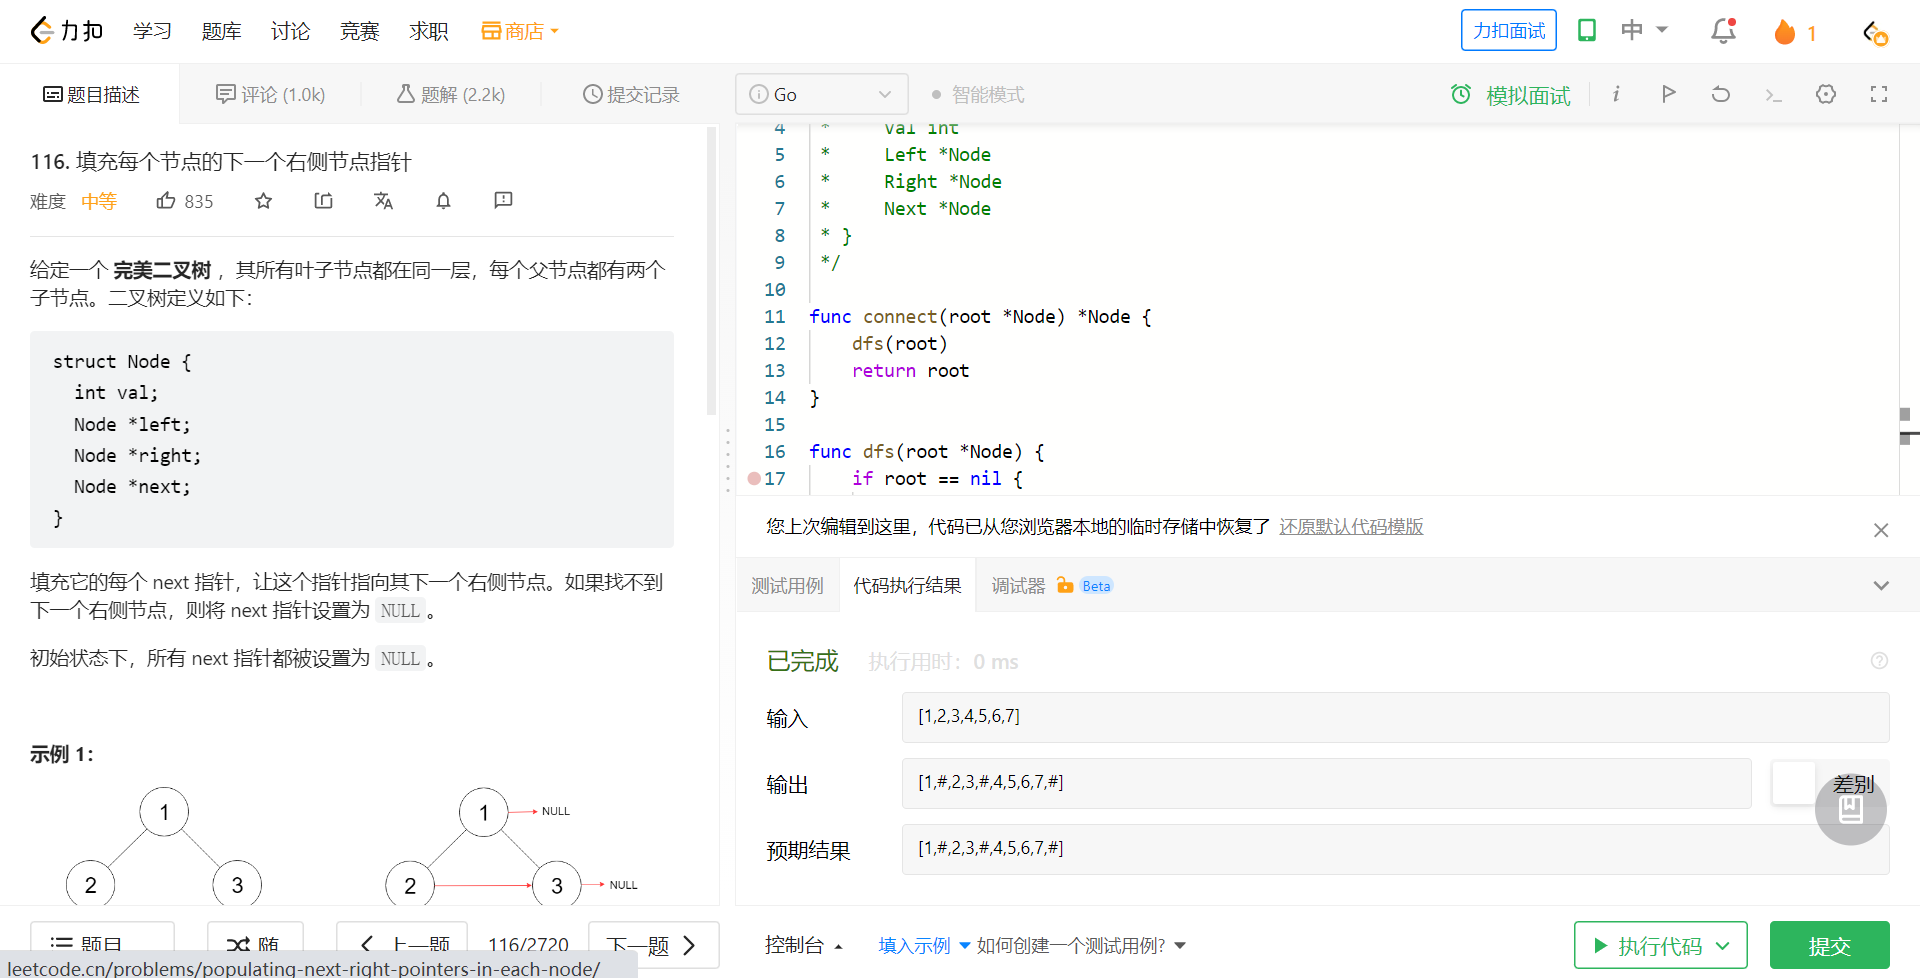 力扣 学习 题库 讨论 求职 竞赛 商店 力扣面试 中 1
题目描述 评论 (1.0k) 题解 (2.2k) 提交记录
Go 智能模式 模拟面试
116. 填充每个节点的下一个右侧节点指针
难度 中等 835
给定一个 完美二叉树 ，其所有叶子节点都在同一层，每个父节点都有两个
子节点。二叉树定义如下：
struct Node {
int val;
Node *left;
Node *right;
Node *next;
}
填充它的每个 next 指针，让这个指针指向其下一个右侧节点。如果找不到
下一个右侧节点，则将 next 指针设置为 NULL 。
初始状态下，所有 next 指针都被设置为 NULL 。
示例 1：
1
2
3
1 NULL
2
3 NULL
题目 随 上一题 116/2720 下一题
leetcode.cn/problems/populating-next-right-pointers-in-each-node/
4 * Val int
5 * Left *Node
6 * Right *Node
7 * Next *Node
8 * }
9 */
10
11 func connect(root *Node) *Node {
12 dfs(root)
13 return root
14 }
15
16 func dfs(root *Node) {
17 if root == nil {
您上次编辑到这里，代码已从您浏览器本地的临时存储中恢复了 还原默认代码模版
测试用例 代码执行结果 调试器 Beta
已完成 执行用时：0 ms
输入 [1,2,3,4,5,6,7]
输出 [1,#,2,3,#,4,5,6,7,#] 差别
预期结果 [1,#,2,3,#,4,5,6,7,#]
控制台 填入示例 如何创建一个测试用例? 执行代码 提交